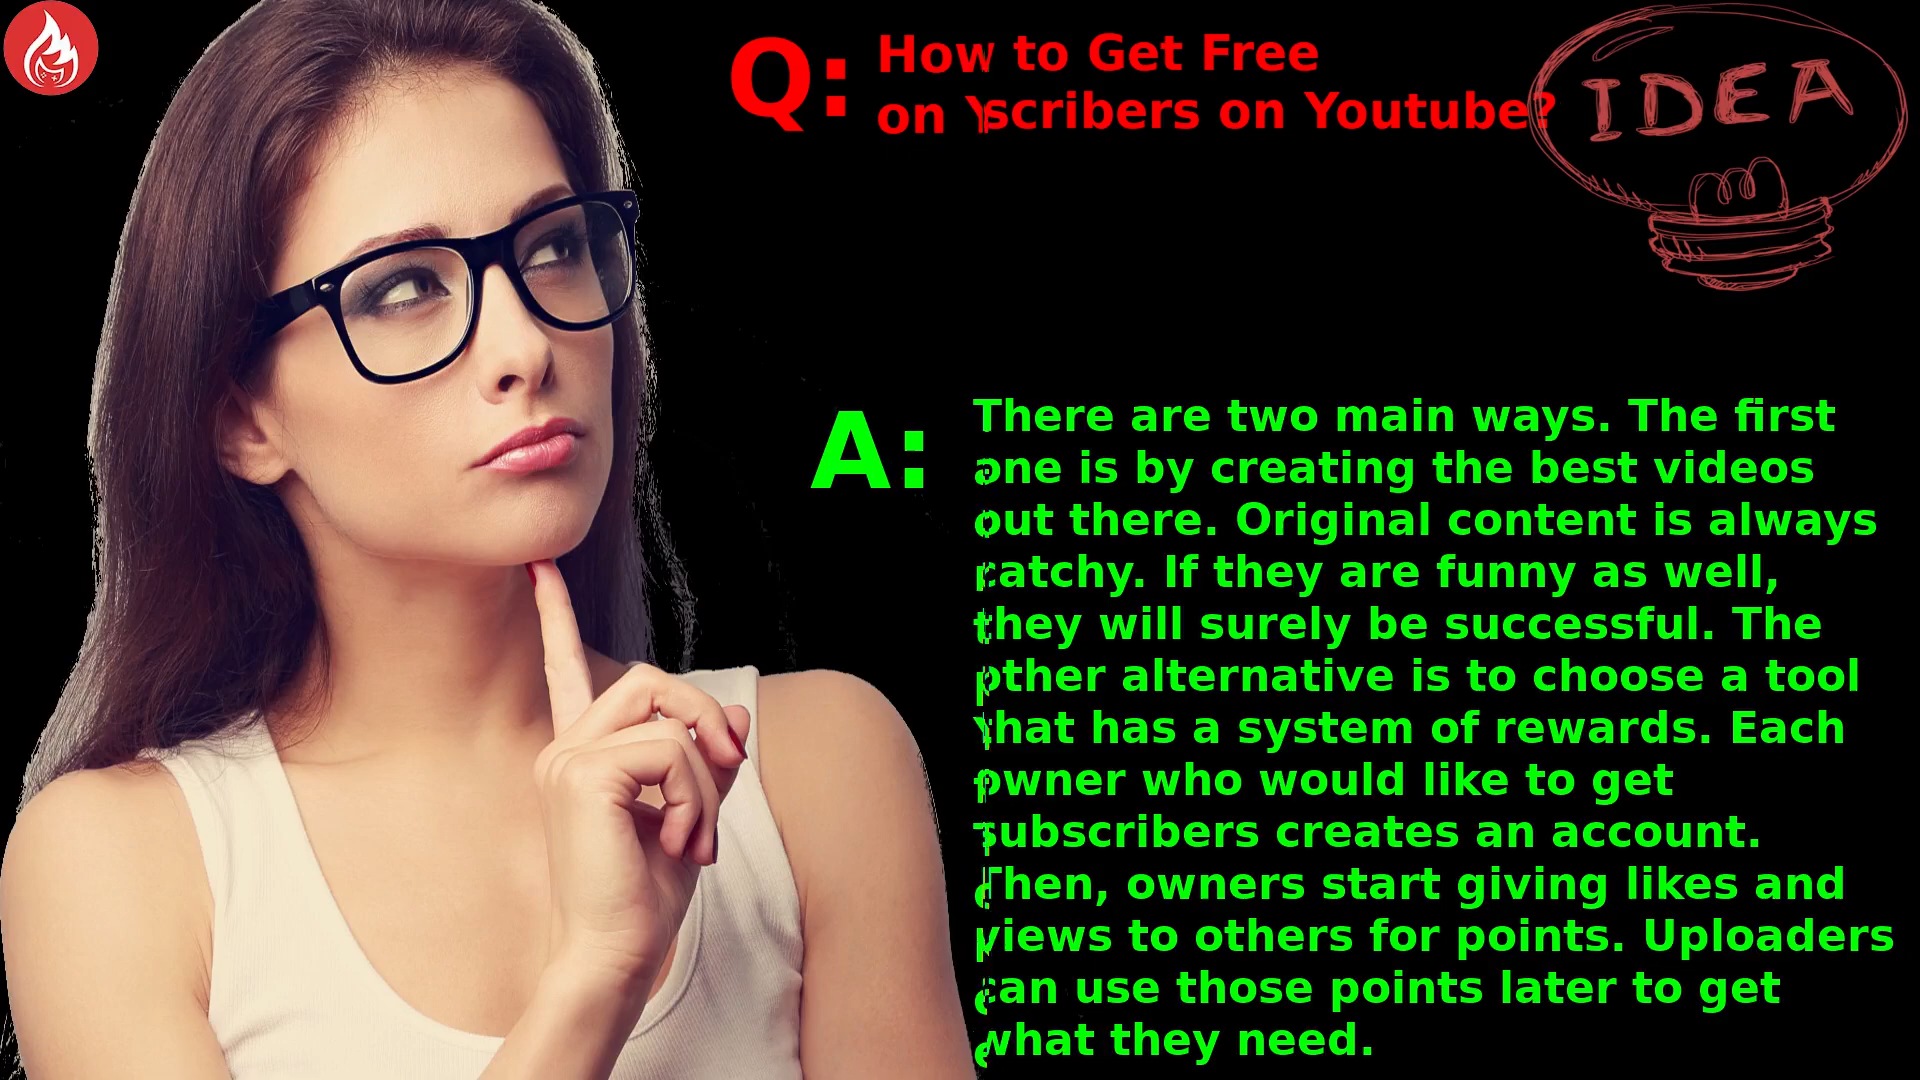 Q: How to Get Free
on scribers on Youtube?
IDEA
A: There are two main ways. The first
one is by creating the best videos
out there. Original content is always
catchy. If they are funny as well,
they will surely be successful. The
other alternative is to choose a tool
that has a system of rewards. Each
owner who would like to get
subscribers creates an account.
Then, owners start giving likes and
views to others for points. Uploaders
can use those points later to get
what they need.